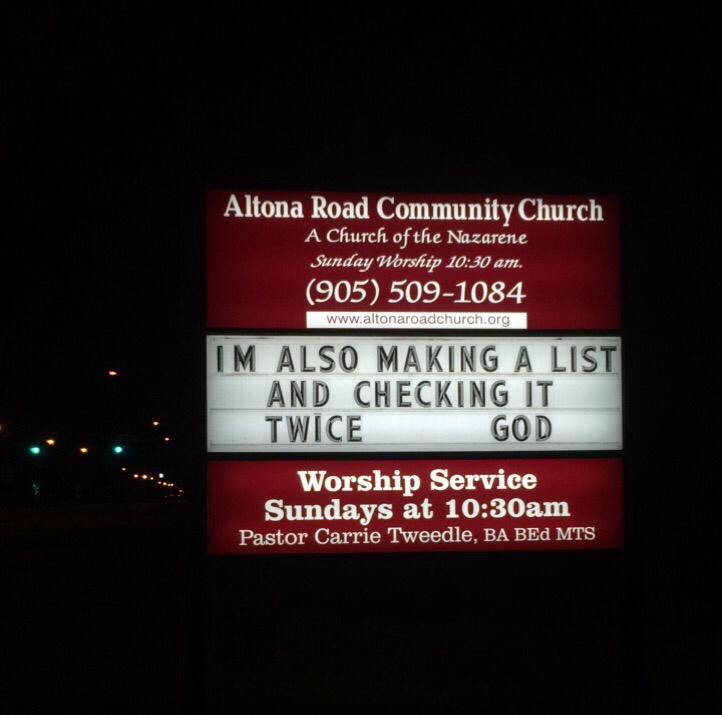 Altona Road Community Church
A Church of the Nazarene
Sunday Worship 10:30 am.
(905) 509-1084
www.altonaroadchurch.org
IM ALSO MAKING A LIST
AND CHECKING IT
TWICE GOD
Worship Service
Sundays at 10:30am
Pastor Carrie Tweedle, BA BEd MTS